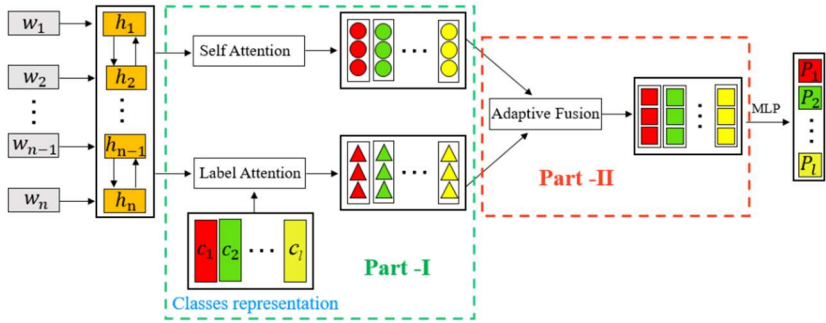 w1
h1
w2
h2
wn−1
hn−1
wn
hn
Self Attention
Label Attention
c1 c2 ··· cl
Classes representation
Part -I
Adaptive Fusion
Part -II
MLP
P1
P2
Pl